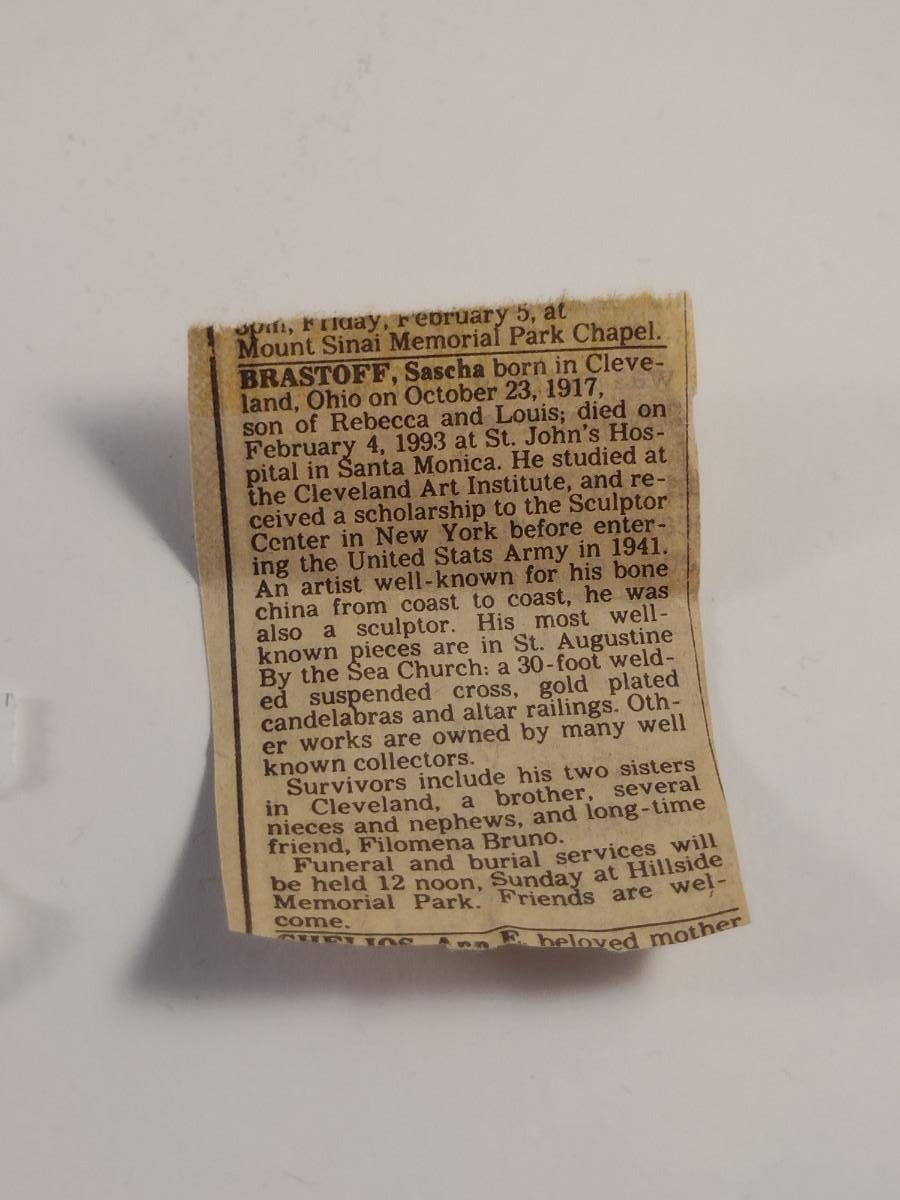 3pm, Friday, February 5, at
Mount Sinai Memorial Park Chapel.
BRASTOFF, Sascha born in Cleve-
land, Ohio on October 23, 1917,
son of Rebecca and Louis; died on
February 4, 1993 at St. John's Hos-
pital in Santa Monica. He studied at
the Cleveland Art Institute, and re-
ceived a scholarship to the Sculptor
Center in New York before enter-
ing the United Stats Army in 1941.
An artist well-known for his bone
china from coast to coast, he was
also a sculptor. His most well-
known pieces are in St. Augustine
By the Sea Church: a 30-foot weld-
ed suspended cross, gold plated
candelabras and altar railings. Oth-
er works are owned by many well
known collectors.
Survivors include his two sisters
in Cleveland, a brother, several
nieces and nephews, and long-time
friend, Filomena Bruno.
Funeral and burial services will
be held 12 noon, Sunday at Hillside
Memorial Park. Friends are wel-
come.
CHELIOS, Ann E. beloved mother